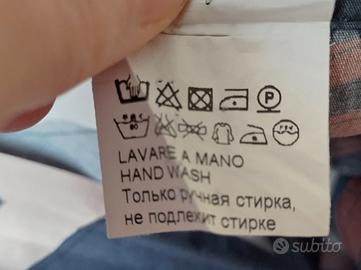 P
LAVARE A MANO
HAND WASH
Только ручная стирка,
не подлежит стирке
subito